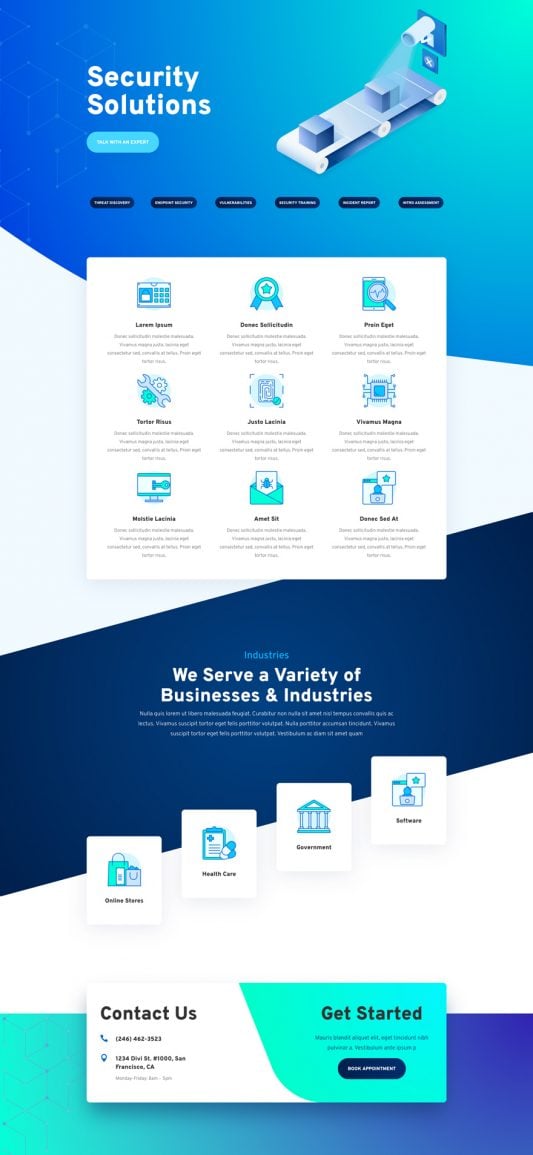 Security
Solutions
TALK WITH AN EXPERT
THREAT DISCOVERY
ENDPOINT SECURITY
VULNERABILITIES
SECURITY TRAINING
INCIDENT REPORT
NITRO ASSESSMENT
Lorem Ipsum
Donec sollicitudin molestie malesuada.
Vivamus magna justo, lacinia eget
consectetur sed, convallis at tellus. Proin eget
tortor risus.
Donec Sollicitudin
Donec sollicitudin molestie malesuada.
Vivamus magna justo, lacinia eget
consectetur sed, convallis at tellus. Proin eget
tortor risus.
Proin Eget
Donec sollicitudin molestie malesuada.
Vivamus magna justo, lacinia eget
consectetur sed, convallis at tellus. Proin eget
tortor risus.
Tortor Risus
Donec sollicitudin molestie malesuada.
Vivamus magna justo, lacinia eget
consectetur sed, convallis at tellus. Proin eget
tortor risus.
Justo Lacinia
Donec sollicitudin molestie malesuada.
Vivamus magna justo, lacinia eget
consectetur sed, convallis at tellus. Proin eget
tortor risus.
Vivamus Magna
Donec sollicitudin molestie malesuada.
Vivamus magna justo, lacinia eget
consectetur sed, convallis at tellus. Proin eget
tortor risus.
Molstie Lacinia
Donec sollicitudin molestie malesuada.
Vivamus magna justo, lacinia eget
consectetur sed, convallis at tellus. Proin eget
tortor risus.
Amet Sit
Donec sollicitudin molestie malesuada.
Vivamus magna justo, lacinia eget
consectetur sed, convallis at tellus. Proin eget
tortor risus.
Donec Sed At
Donec sollicitudin molestie malesuada.
Vivamus magna justo, lacinia eget
consectetur sed, convallis at tellus. Proin eget
tortor risus.
Industries
We Serve a Variety of
Businesses & Industries
Nulla quis lorem ut libero malesuada feugiat. Curabitur non nulla sit amet nisl tempus convallis quis ac
lectus. Vivamus suscipit tortor eget felis porttitor volutpat. Nulla porttitor accumsan tincidunt. Vivamus
suscipit tortor eget felis porttitor volutpat. Vestibulum ac diam sit amet quam
Online Stores
Health Care
Government
Software
Contact Us
(246) 462-3523
1234 Divi St. #1000, San
Francisco, CA
Monday-Friday: 8am - 5pm
Get Started
Mauris blandit aliquet elit, eget tincidunt nibh
pulvinar a. Vestibulum ante ipsum p
BOOK APPOINTMENT